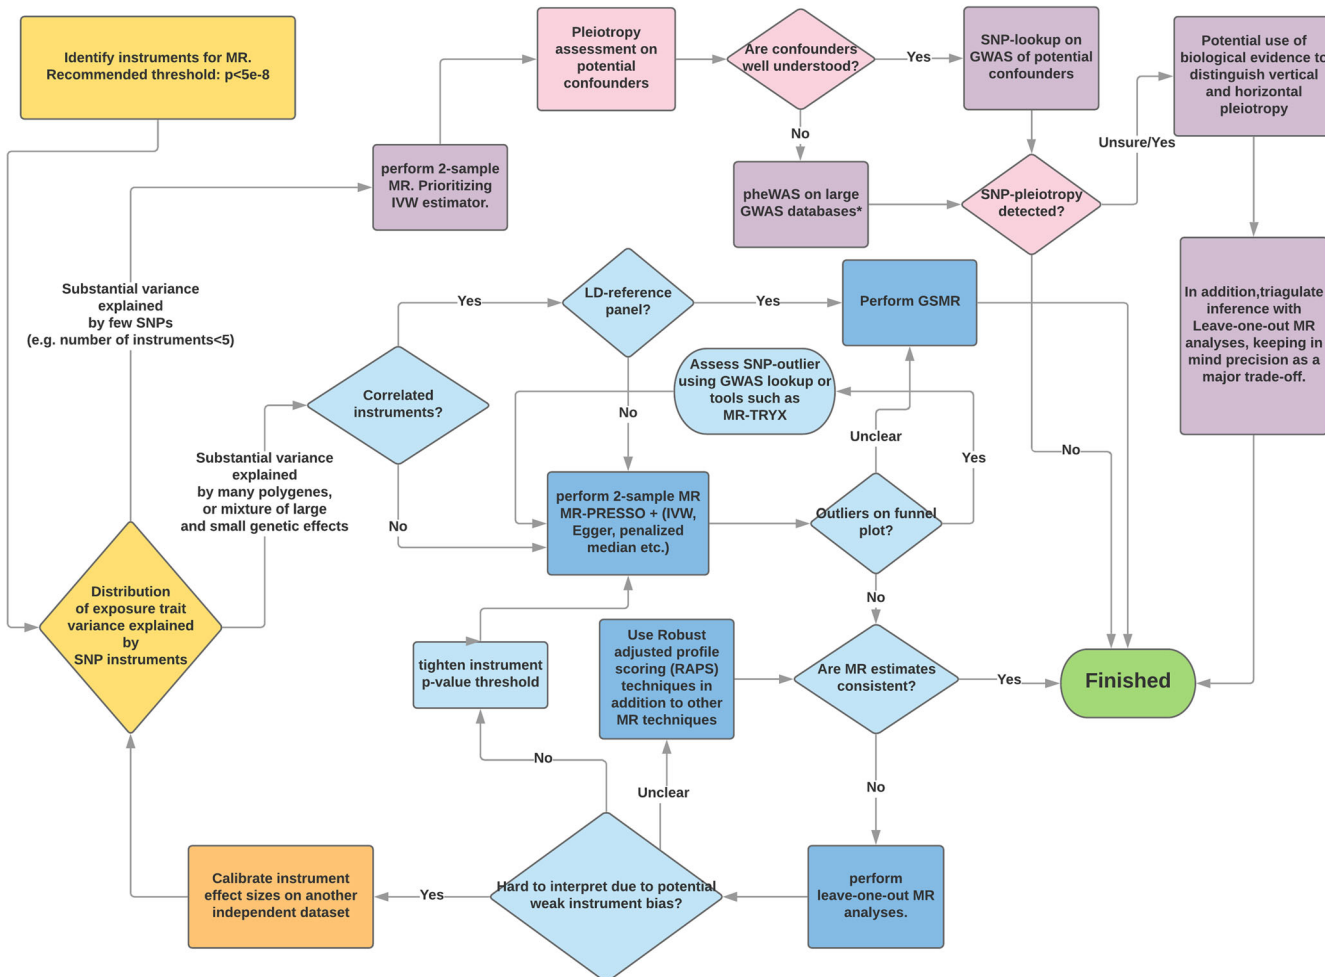 Identify instruments for MR.
Recommended threshold: p<5e-8
Pleiotropy
assessment on
potential
confounders
Are confounders
well understood?
Yes
SNP-lookup on
GWAS of potential
confounders
Potential use of
biological evidence to
distinguish vertical
and horizontal
pleiotropy
No
Unsure/Yes
perform 2-sample
MR. Prioritizing
IVW estimator.
pheWAS on large
GWAS databases*
SNP-pleiotropy
detected?
Substantial variance
explained
by few SNPs
(e.g. number of instruments<5)
Yes
LD-reference
panel?
Yes
Perform GSMR
In addition,triagulate
inference with
Leave-one-out MR
analyses, keeping in
mind precision as a
major trade-off.
Correlated
instruments?
Assess SNP-outlier
using GWAS lookup or
tools such as
MR-TRYX
No
Unclear
Yes
No
Substantial variance
explained
by many polygenes,
or mixture of large
and small genetic effects
No
perform 2-sample MR
MR-PRESSO + (IVW,
Egger, penalized
median etc.)
Outliers on funnel
plot?
No
Distribution
of exposure trait
variance explained
by
SNP instruments
tighten instrument
p-value threshold
Use Robust
adjusted profile
scoring (RAPS)
techniques in
addition to other
MR techniques
Are MR estimates
consistent?
Yes
Finished
No
Unclear
No
Calibrate instrument
effect sizes on another
independent dataset
Yes
Hard to interpret due to potential
weak instrument bias?
perform
leave-one-out MR
analyses.